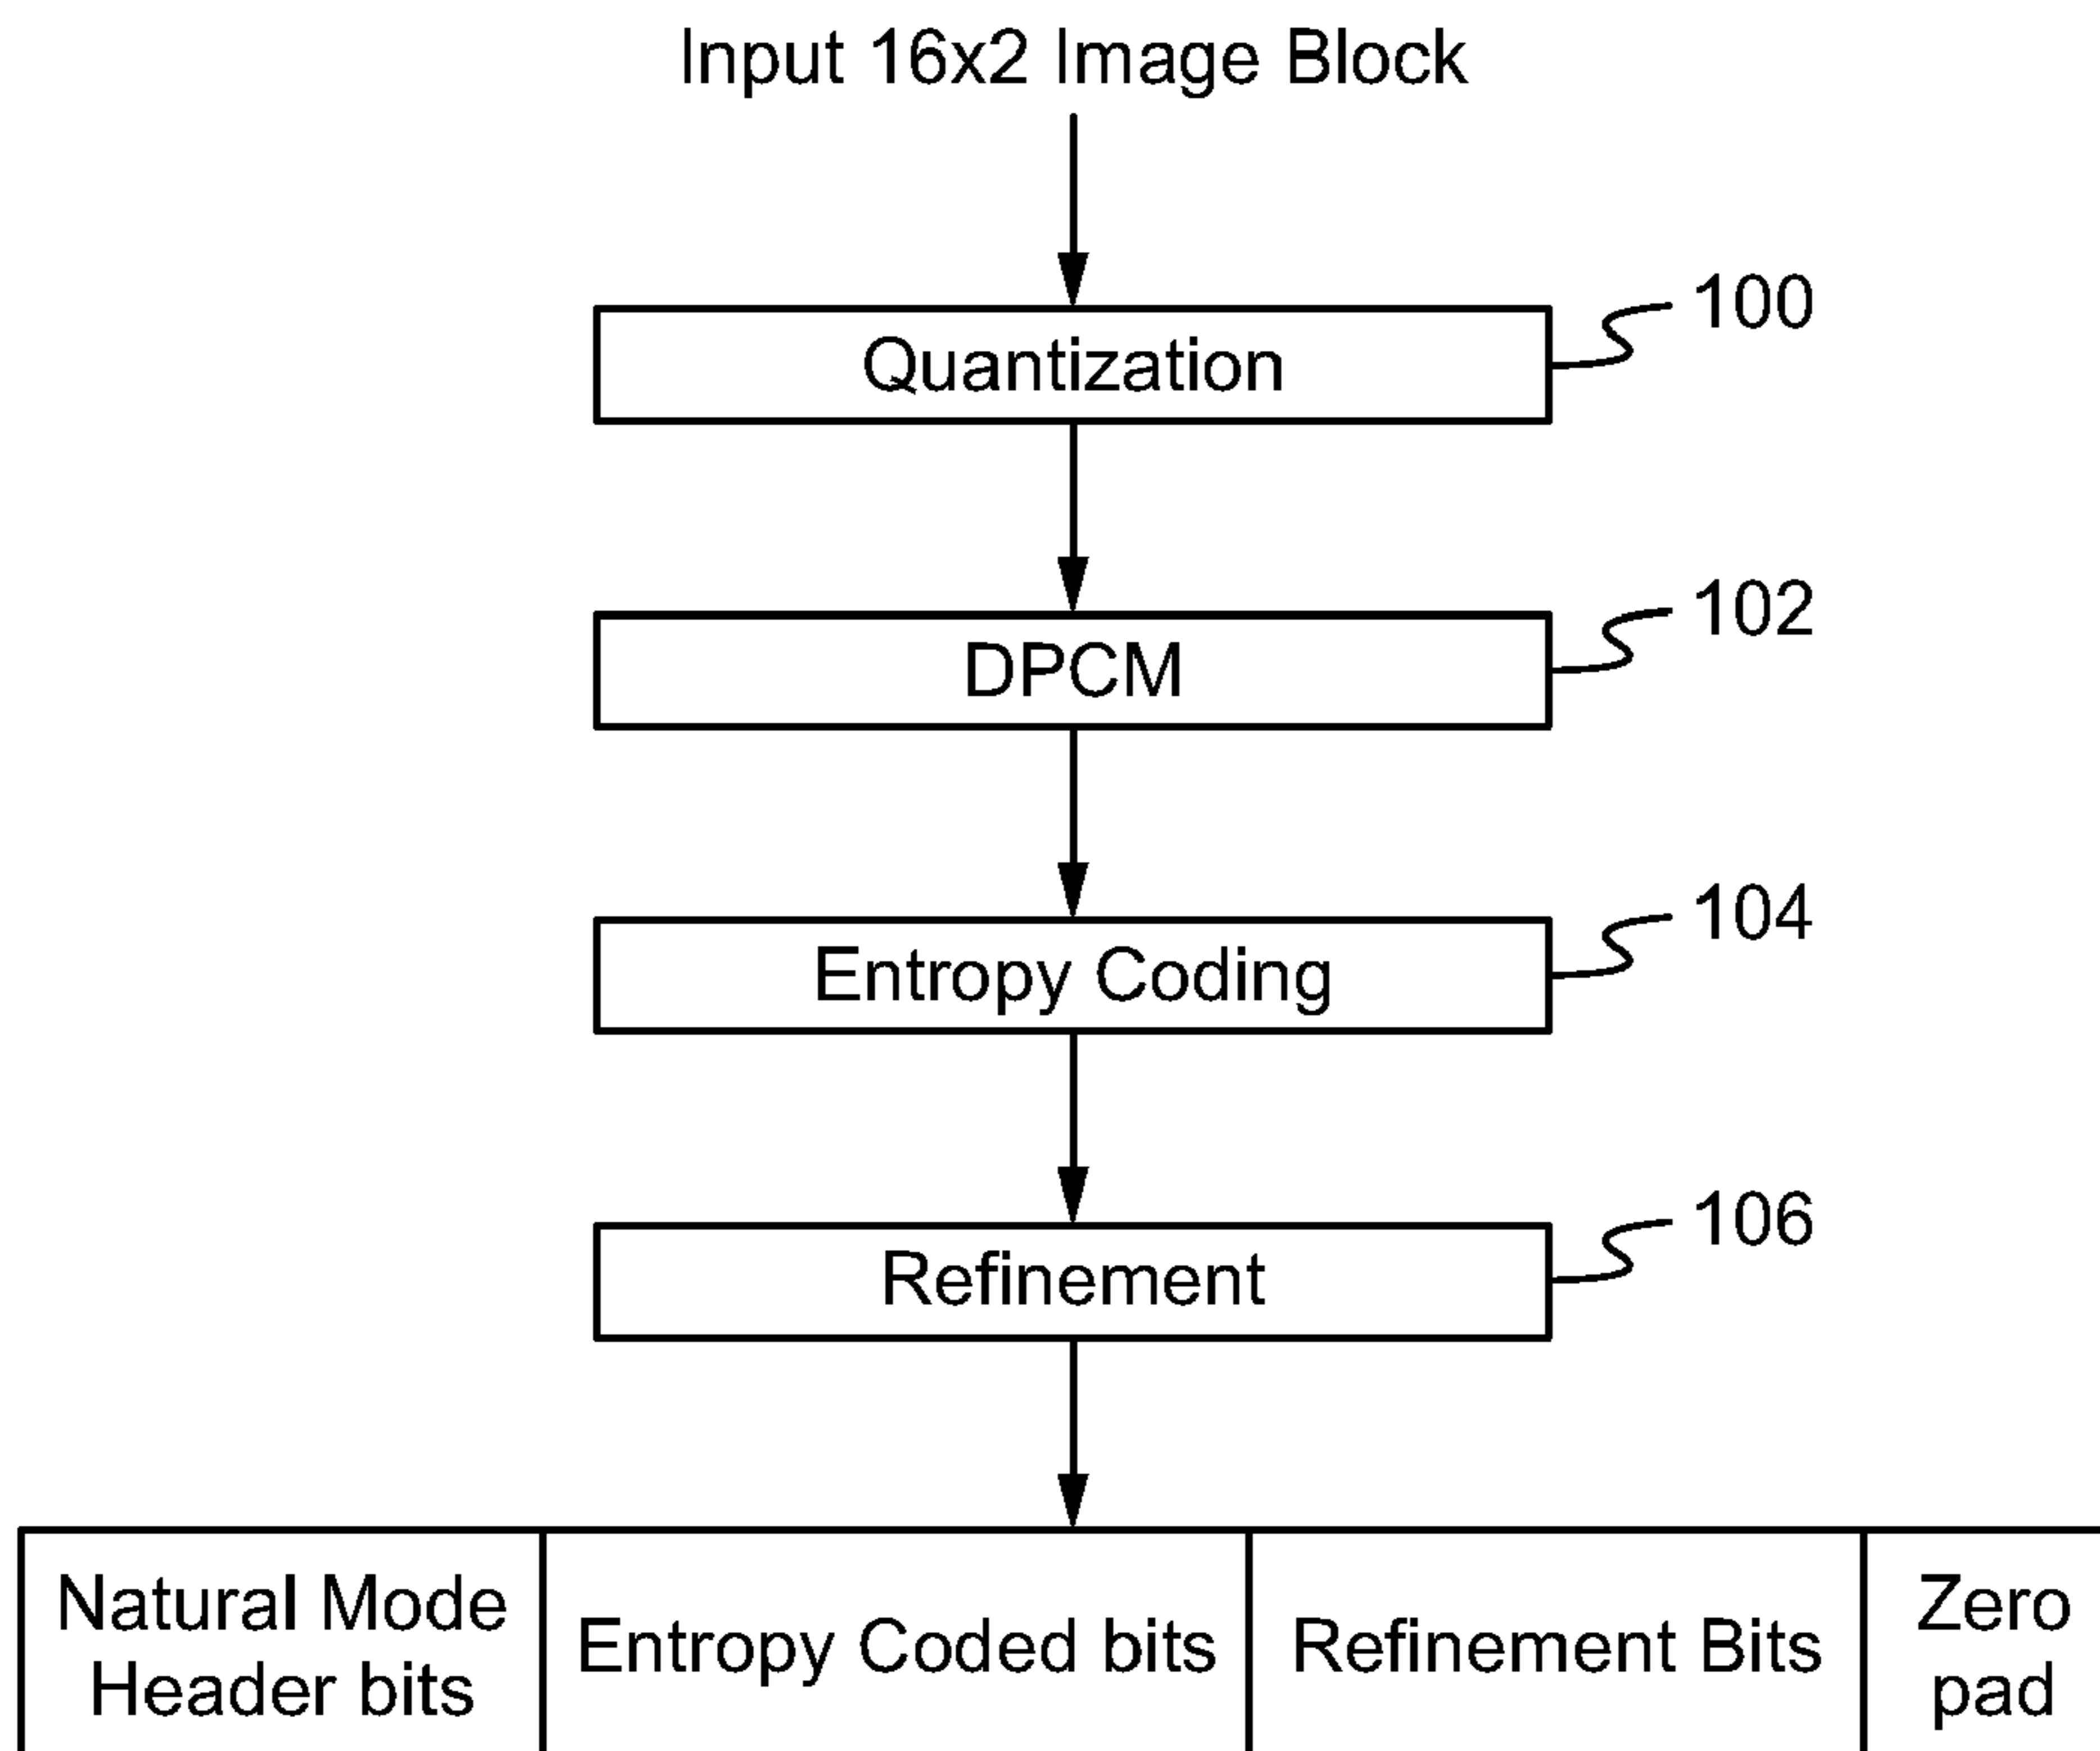 Input 16x2 Image Block
Quantization
100
DPCM
102
Entropy Coding
104
Refinement
106
Natural Mode
Header bits
Entropy Coded bits
Refinement Bits
Zero
pad